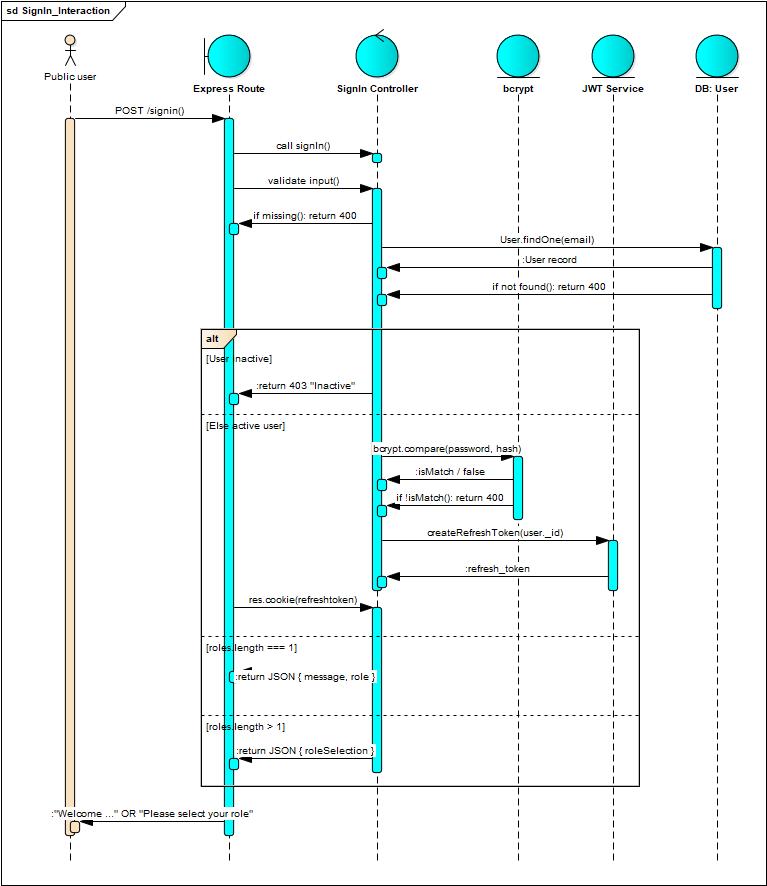 sd SignIn_Interaction
Public user
Express Route
SignIn Controller
bcrypt
JWT Service
DB: User
POST /signin()
call signIn()
validate input()
if missing(): return 400
User.findOne(email)
:User record
if not found(): return 400
alt
[User inactive]
:return 403 "Inactive"
[Else active user]
bcrypt.compare(password, hash)
:isMatch / false
if !isMatch(): return 400
createRefreshToken(user._id)
:refresh_token
res.cookie(refreshtoken)
[roles.length === 1]
:return JSON { message, role }
[roles.length > 1]
:return JSON { roleSelection }
:"Welcome ..." OR "Please select your role"